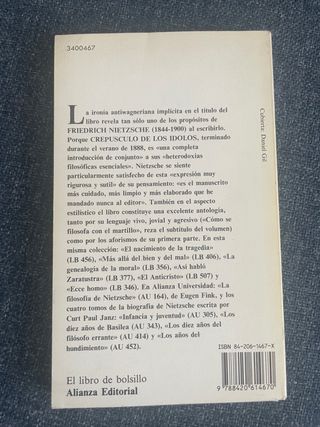 3400667
La ironía antiwagneriana implícita en el título del
libro revela tan sólo uno de los propósitos de
FRIEDRICH NIETZSCHE (1844-1900) al escribirlo.
Porque CREPUSCULO DE LOS IDOLOS, terminado
durante el verano de 1888, es «una completa
introducción de conjunto» a sus «heterodoxias
filosóficas esenciales». Nietzsche se siente
particularmente satisfecho de esta «expresión muy
rigurosa y sutil» de su pensamiento: «es el manuscrito
más cuidado, más limpio y más elaborado que he
mandado nunca al editor». También en el aspecto
estilístico el libro constituye una excelente antología,
tanto por su lenguaje vivo, jovial y agresivo («Cómo se
filosofa con el martillo», reza el subtítulo del volumen)
como por los aforismos de su primera parte. En esta
misma colección: «El nacimiento de la tragedia»
(LB 456), «Más allá del bien y del mal» (LB 406), «La
genealogía de la moral» (LB 356), «Así habló
Zaratustra» (LB 377), «El Anticristo» (LB 507) y
«Ecce homo» (LB 346). En Alianza Universidad: «La
filosofía de Nietzsche» (AU 164), de Eugen Fink, y los
cuatro tomos de la biografía de Nietzsche escrita por
Curt Paul Janz: «Infancia y juventud» (AU 305), «Los
diez años de Basilea (AU 343), «Los diez años del
filósofo errante» (AU 414) y «Los años del
hundimiento» (AU 452).
El libro de bolsillo
Alianza Editorial
Cubierta: Daniel Gil
ISBN 84-206-1467-X
9 788420 614670